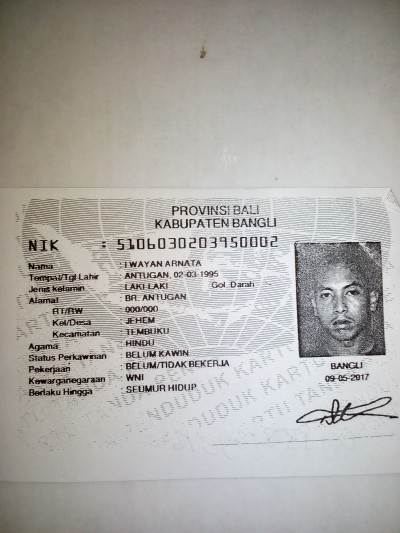 PROVINSI BALI
KABUPATEN BANGLI
NIK : 5106030203950002
Nama : I WAYAN ARNATA
Tempat/Tgl Lahir : ANTUGAN, 02-03-1995
Jenis kelamin : LAKI-LAKI Gol. Darah
Alamat : BR. ANTUGAN
RT/RW : 000/000
Kel/Desa : JEHEM
Kecamatan : TEMBUKU
Agama : HINDU
Status Perkawinan : BELUM KAWIN
Pekerjaan : BELUM/TIDAK BEKERJA
Kewarganegaraan : WNI
Berlaku Hingga : SEUMUR HIDUP
BANGLI
09-05-2017